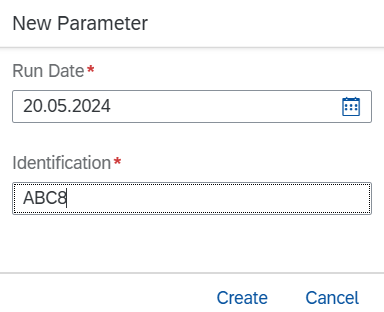 New Parameter
Run Date*
20.05.2024
Identification*
ABC8
Create Cancel